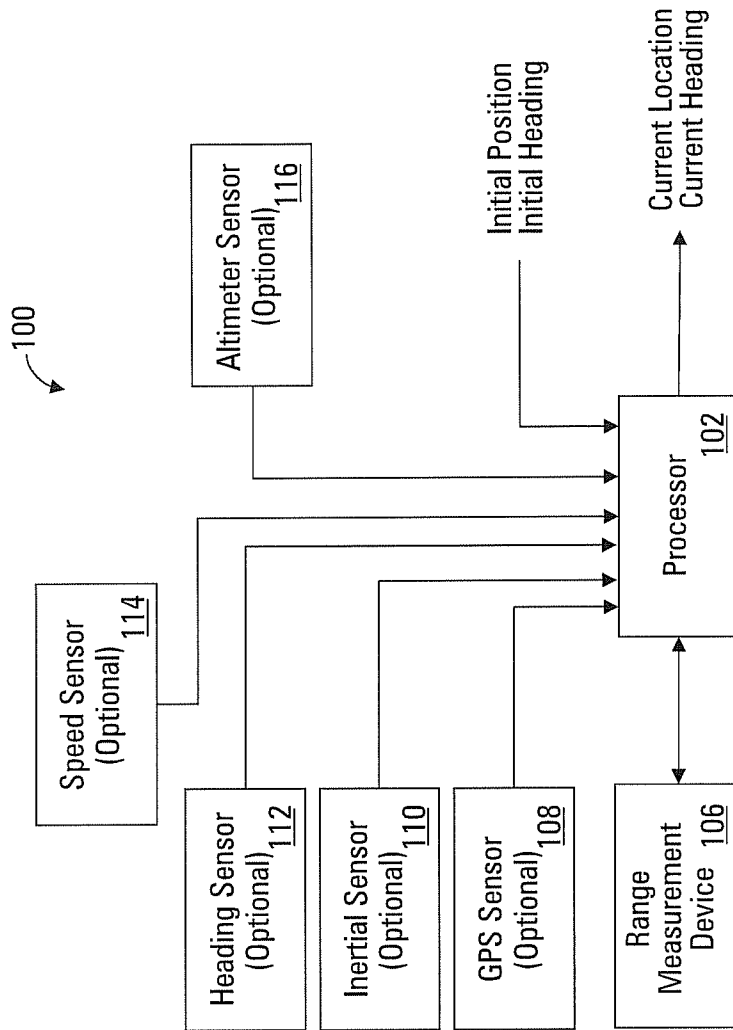 100
Speed Sensor
(Optional)
114
Altimeter Sensor
(Optional)
116
Heading Sensor
(Optional)
112
Inertial Sensor
(Optional)
110
GPS Sensor
(Optional)
108
Initial Position
Initial Heading
Range
Measurement
Device
106
Processor
102
Current Location
Current Heading